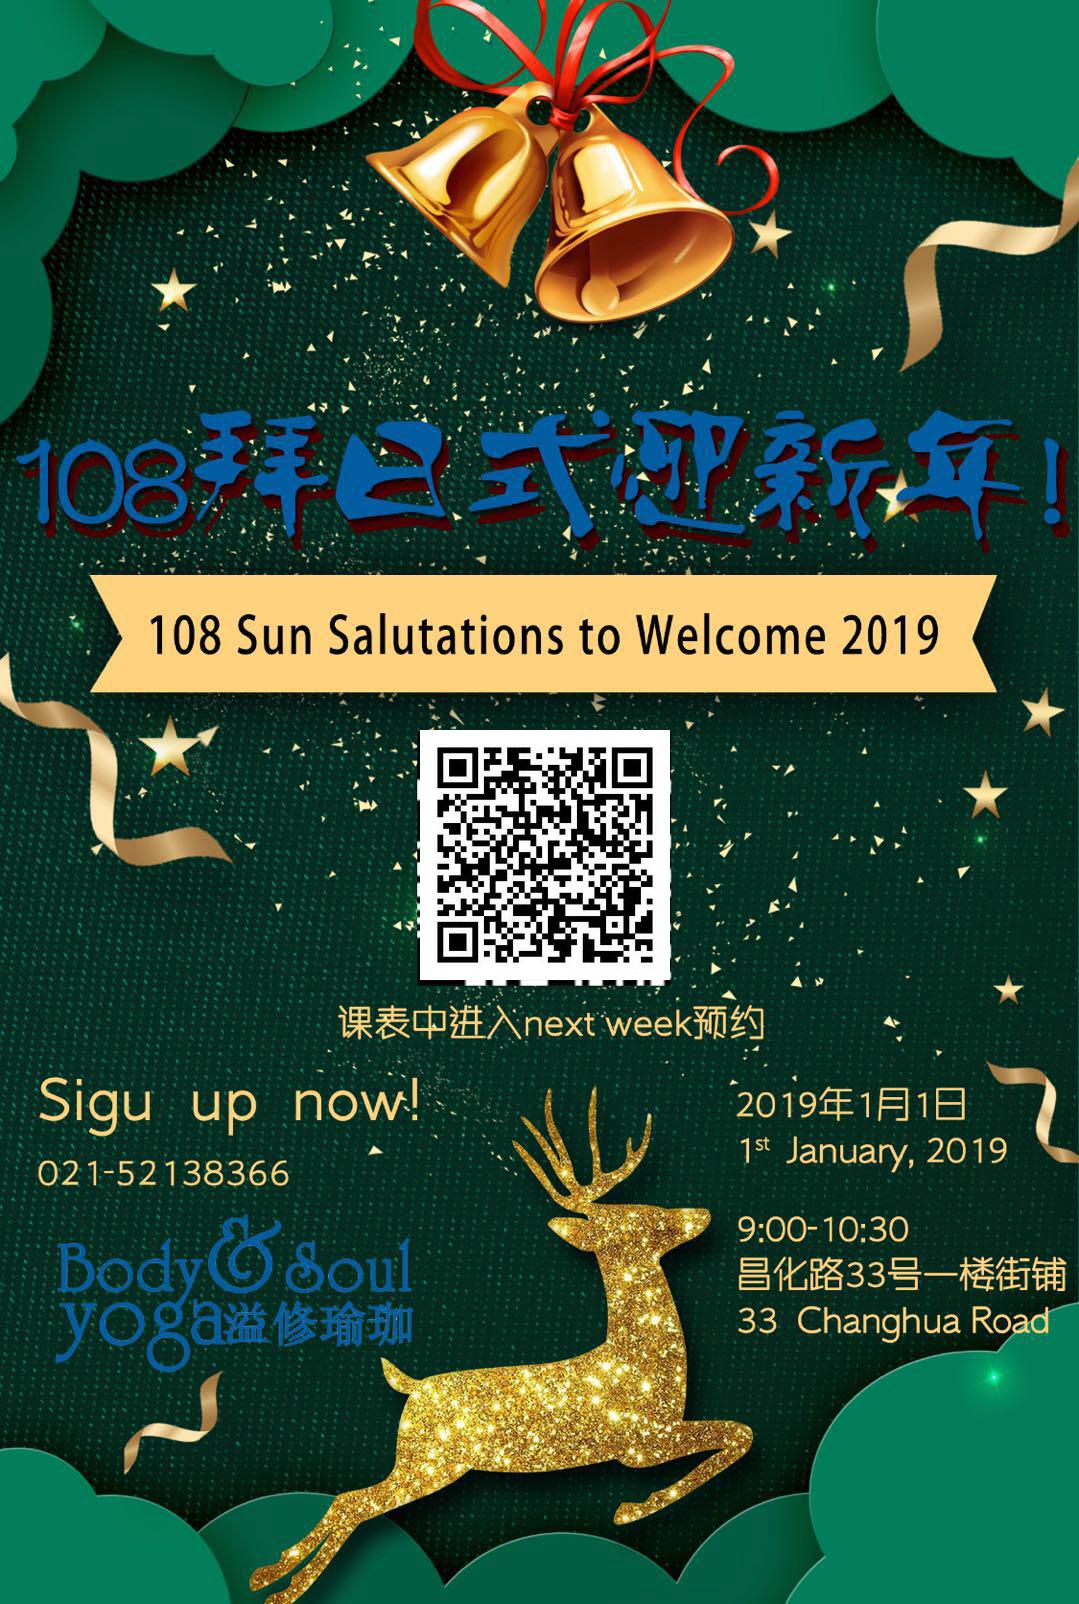 108拜日式迎新年!
108 Sun Salutations to Welcome 2019
课表中进入next week预约
Sigu up now!
021-52138366
Body & Soul
yoga溢修瑜珈
2019年1月1日
1st January, 2019
9:00-10:30
昌化路33号一楼街铺
33 Changhua Road